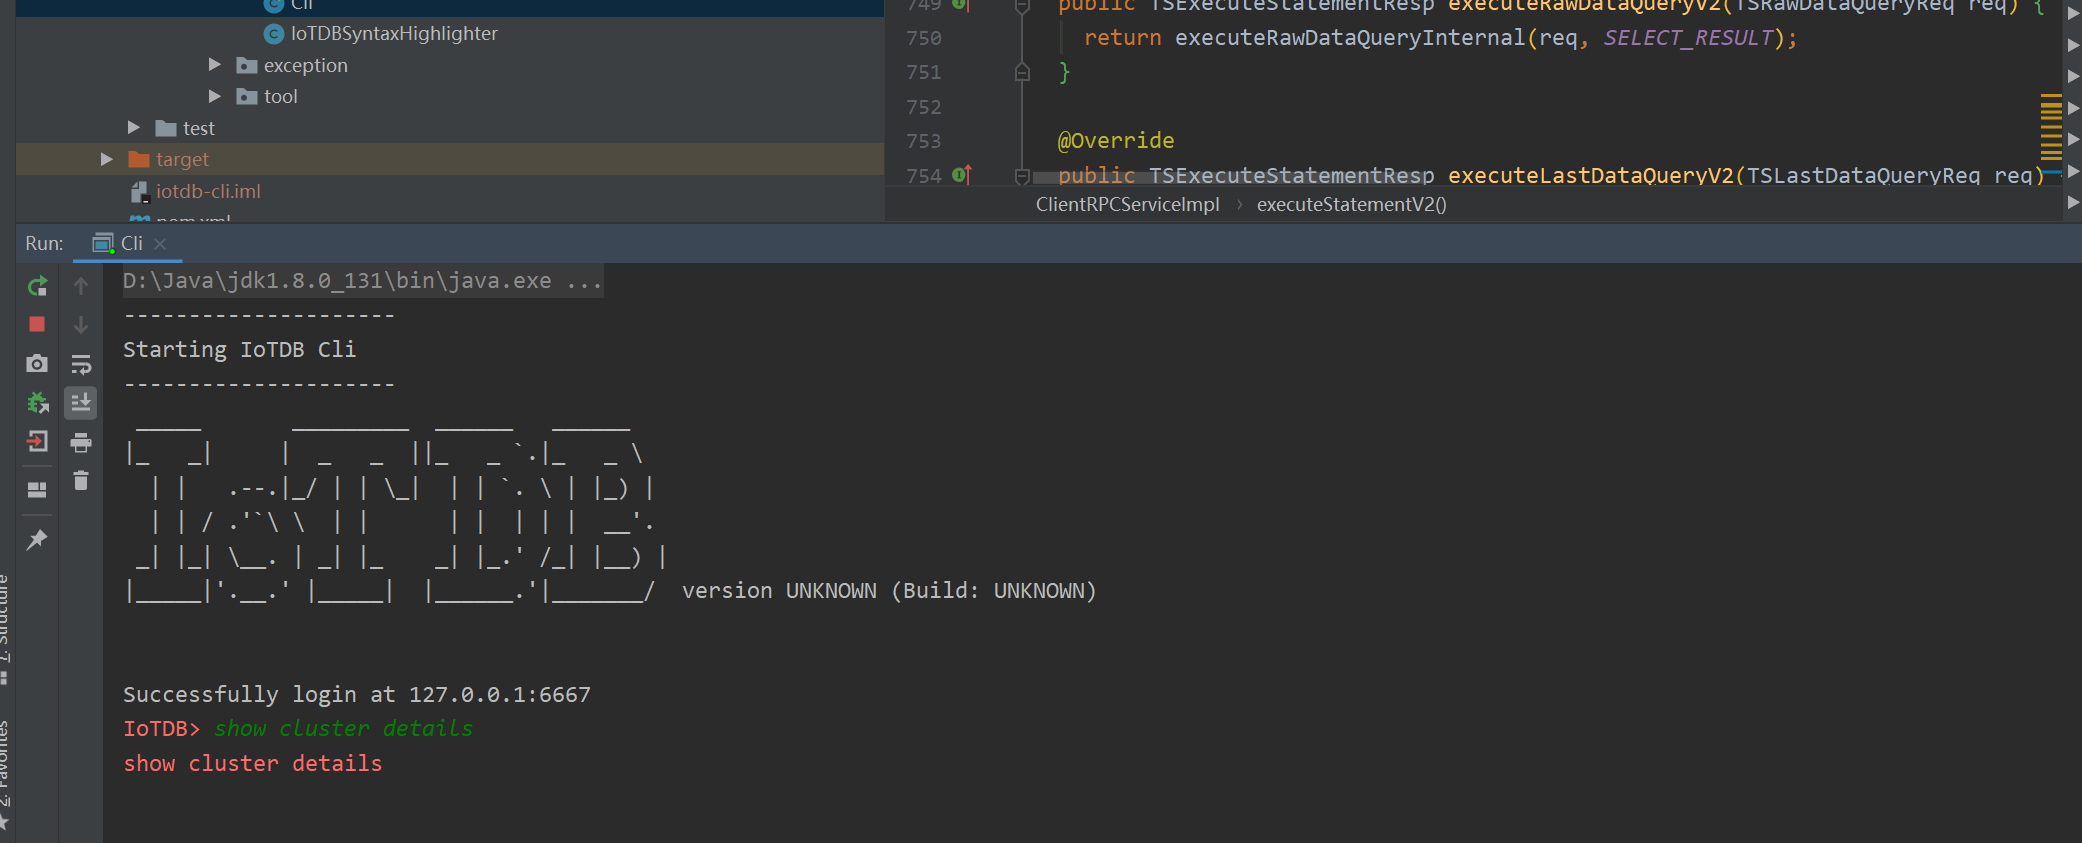 Cli
IoTDBSyntaxHighlighter
exception
tool
test
target
iotdb-cli.iml
pom.xml
749 public TSExecuteStatementResp executeRawDataQueryV2(TSRawDataQueryReq req) {
750 return executeRawDataQueryInternal(req, SELECT_RESULT);
751 }
752
753 @Override
754 public TSExecuteStatementResp executeLastDataQueryV2(TSLastDataQueryReq req)
ClientRPCServiceImpl › executeStatementV2()
Run: Cli
D:\Java\jdk1.8.0_131\bin\java.exe ...
---------------------
Starting IoTDB Cli
---------------------
 _____       _________  ______   ______
|_   _|     |  _   _  ||_   _ `.|_   _ \
  | |   .--.|_/ | | \_|  | | `. \ | |_) |
  | | / .'`\ \  | |      | |  | | |  __'.
 _| |_| \__. | _| |_    _| |_.' /_| |__) |
|_____|'.__.' |_____|  |______.'|_______/  version UNKNOWN (Build: UNKNOWN)
Successfully login at 127.0.0.1:6667
IoTDB> show cluster details
show cluster details
7: Structure
2: Favorites